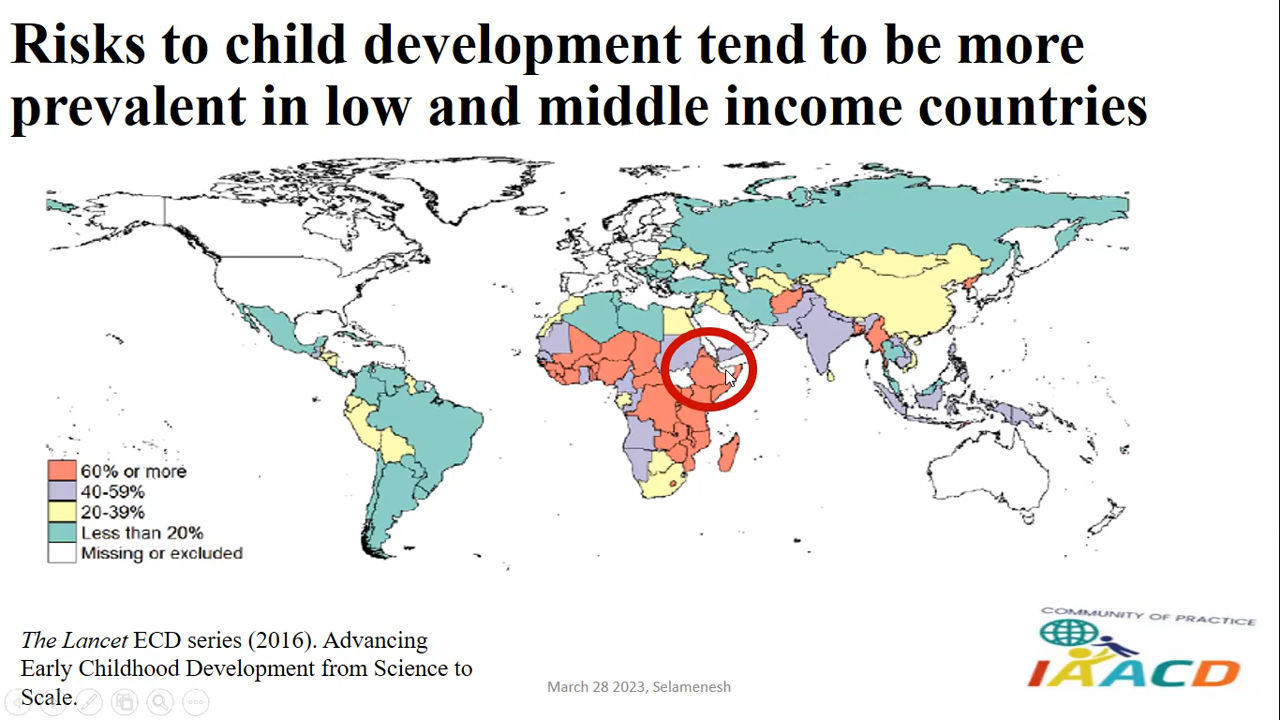 Risks to child development tend to be more
prevalent in low and middle income countries
60% or more
40-59%
20-39%
Less than 20%
Missing or excluded
The Lancet ECD series (2016). Advancing
Early Childhood Development from Science to
Scale.
March 28 2023, Selamenesh
COMMUNITY OF PRACTICE
IAACD